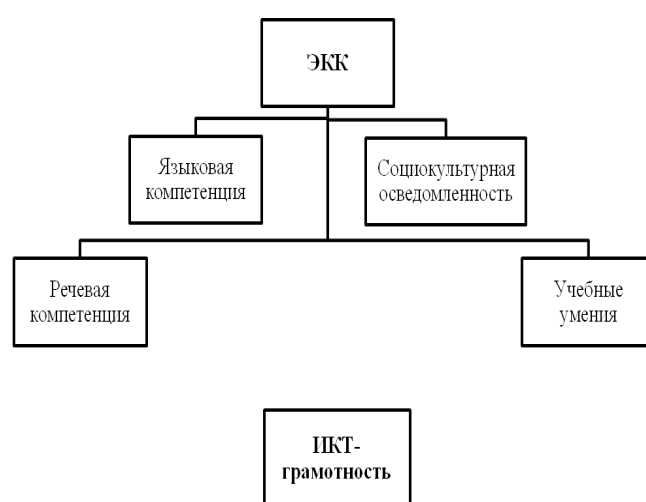 ЭКК
Языковая
компетенция
Социокультурная
осведомленность
Речевая
компетенция
Учебные
умения
ИКТ-
грамотность